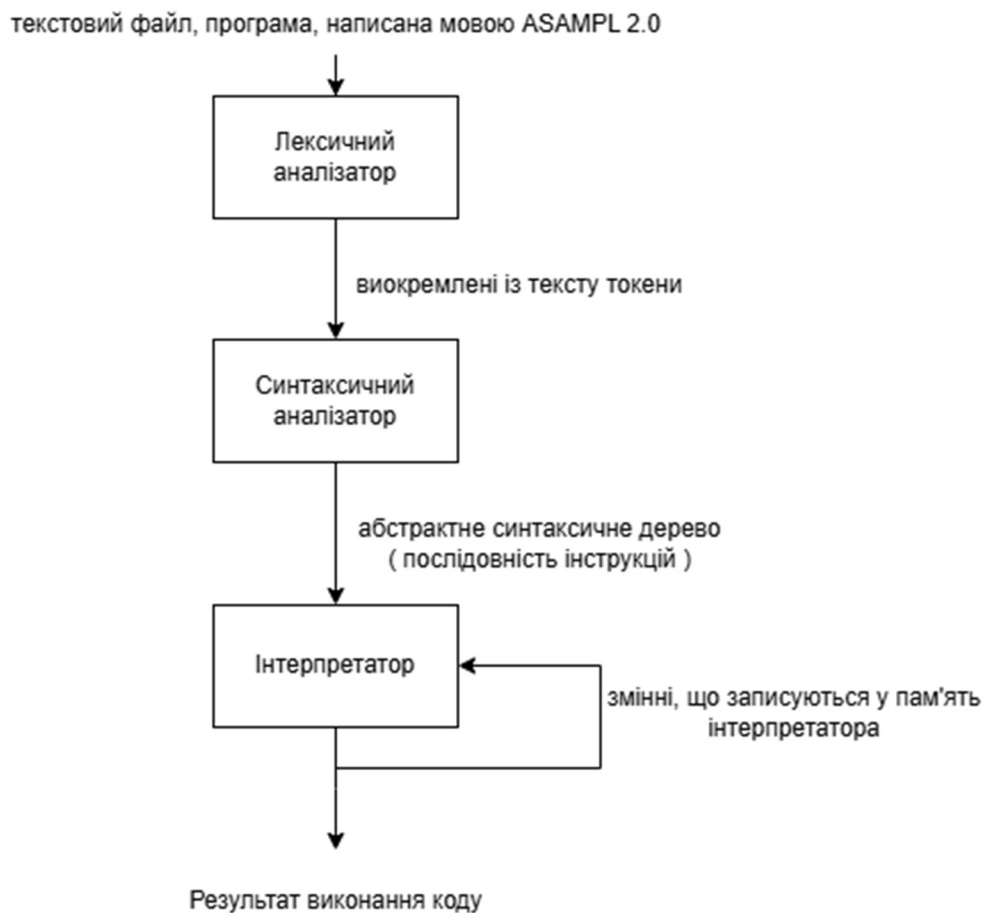 текстовий файл, програма, написана мовою ASAMPL 2.0
Лексичний
аналізатор
виокремлені із тексту токени
Синтаксичний
аналізатор
абстрактне синтаксичне дерево
( послідовність інструкцій )
Інтерпретатор
змінні, що записуються у пам'ять
інтерпретатора
Результат виконання коду